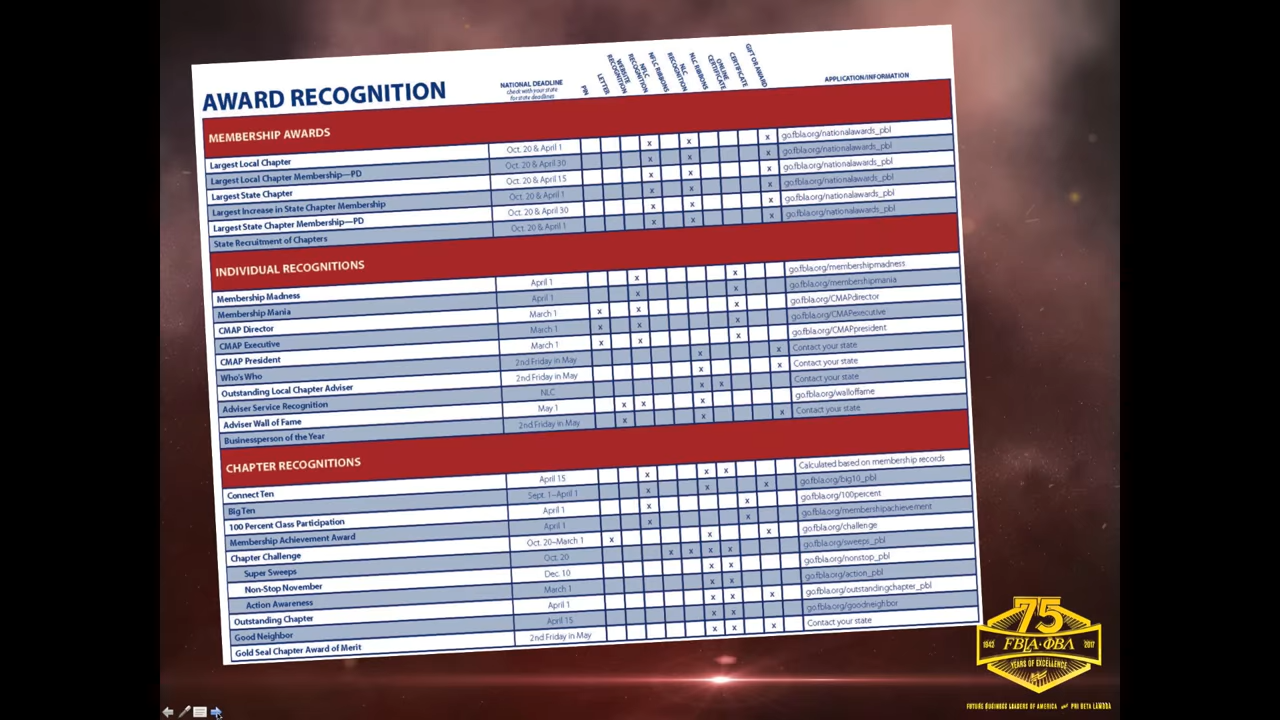 AWARD RECOGNITION
NATIONAL DEADLINE
check with your state
for state deadlines
PIN
LETTER
WEBSITE RECOGNITION
NFLC RECOGNITION
NFLC RIBBONS
NLC RECOGNITION
NLC RIBBONS
ONLINE CERTIFICATE
CERTIFICATE
GIFT OR AWARD
APPLICATION/INFORMATION
MEMBERSHIP AWARDS
Largest Local Chapter Oct. 20 & April 1 x x x go.fbla.org/nationalawards_pbl
Largest Local Chapter Membership—PD Oct. 20 & April 30 x x x go.fbla.org/nationalawards_pbl
Largest State Chapter Oct. 20 & April 15 x x x go.fbla.org/nationalawards_pbl
Largest Increase in State Chapter Membership Oct. 20 & April 1 x x x go.fbla.org/nationalawards_pbl
Largest State Chapter Membership—PD Oct. 20 & April 30 x x x go.fbla.org/nationalawards_pbl
State Recruitment of Chapters Oct. 20 & April 1 x x x go.fbla.org/nationalawards_pbl
INDIVIDUAL RECOGNITIONS
Membership Madness April 1 x x go.fbla.org/membershipmadness
Membership Mania April 1 x x go.fbla.org/membershipmania
CMAP Director March 1 x x x go.fbla.org/CMAPdirector
CMAP Executive March 1 x x x go.fbla.org/CMAPexecutive
CMAP President March 1 x x x go.fbla.org/CMAPpresident
Who's Who 2nd Friday in May x x Contact your state
Outstanding Local Chapter Adviser 2nd Friday in May x x Contact your state
Adviser Service Recognition NLC x x Contact your state
Adviser Wall of Fame May 1 x x x go.fbla.org/walloffame
Businessperson of the Year 2nd Friday in May x x x Contact your state
CHAPTER RECOGNITIONS
Connect Ten April 15 x x x Calculated based on membership records
Big Ten Sept. 1–April 1 x x x go.fbla.org/big10_pbl
100 Percent Class Participation April 1 x x go.fbla.org/100percent
Membership Achievement Award April 1 x x go.fbla.org/membershipachievement
Chapter Challenge Oct. 20–March 1 x x x go.fbla.org/challenge
Super Sweeps Oct. 20 x x x x go.fbla.org/sweeps_pbl
Non-Stop November Dec. 10 x x go.fbla.org/nonstop_pbl
Action Awareness March 1 x x go.fbla.org/action_pbl
Outstanding Chapter April 1 x x x go.fbla.org/outstandingchapter_pbl
Good Neighbor April 15 x x go.fbla.org/goodneighbor
Gold Seal Chapter Award of Merit 2nd Friday in May x x x Contact your state
75
1942 FBLA·ΦBΛ 2017
YEARS OF EXCELLENCE
FUTURE BUSINESS LEADERS OF AMERICA PHI BETA LAMBDA